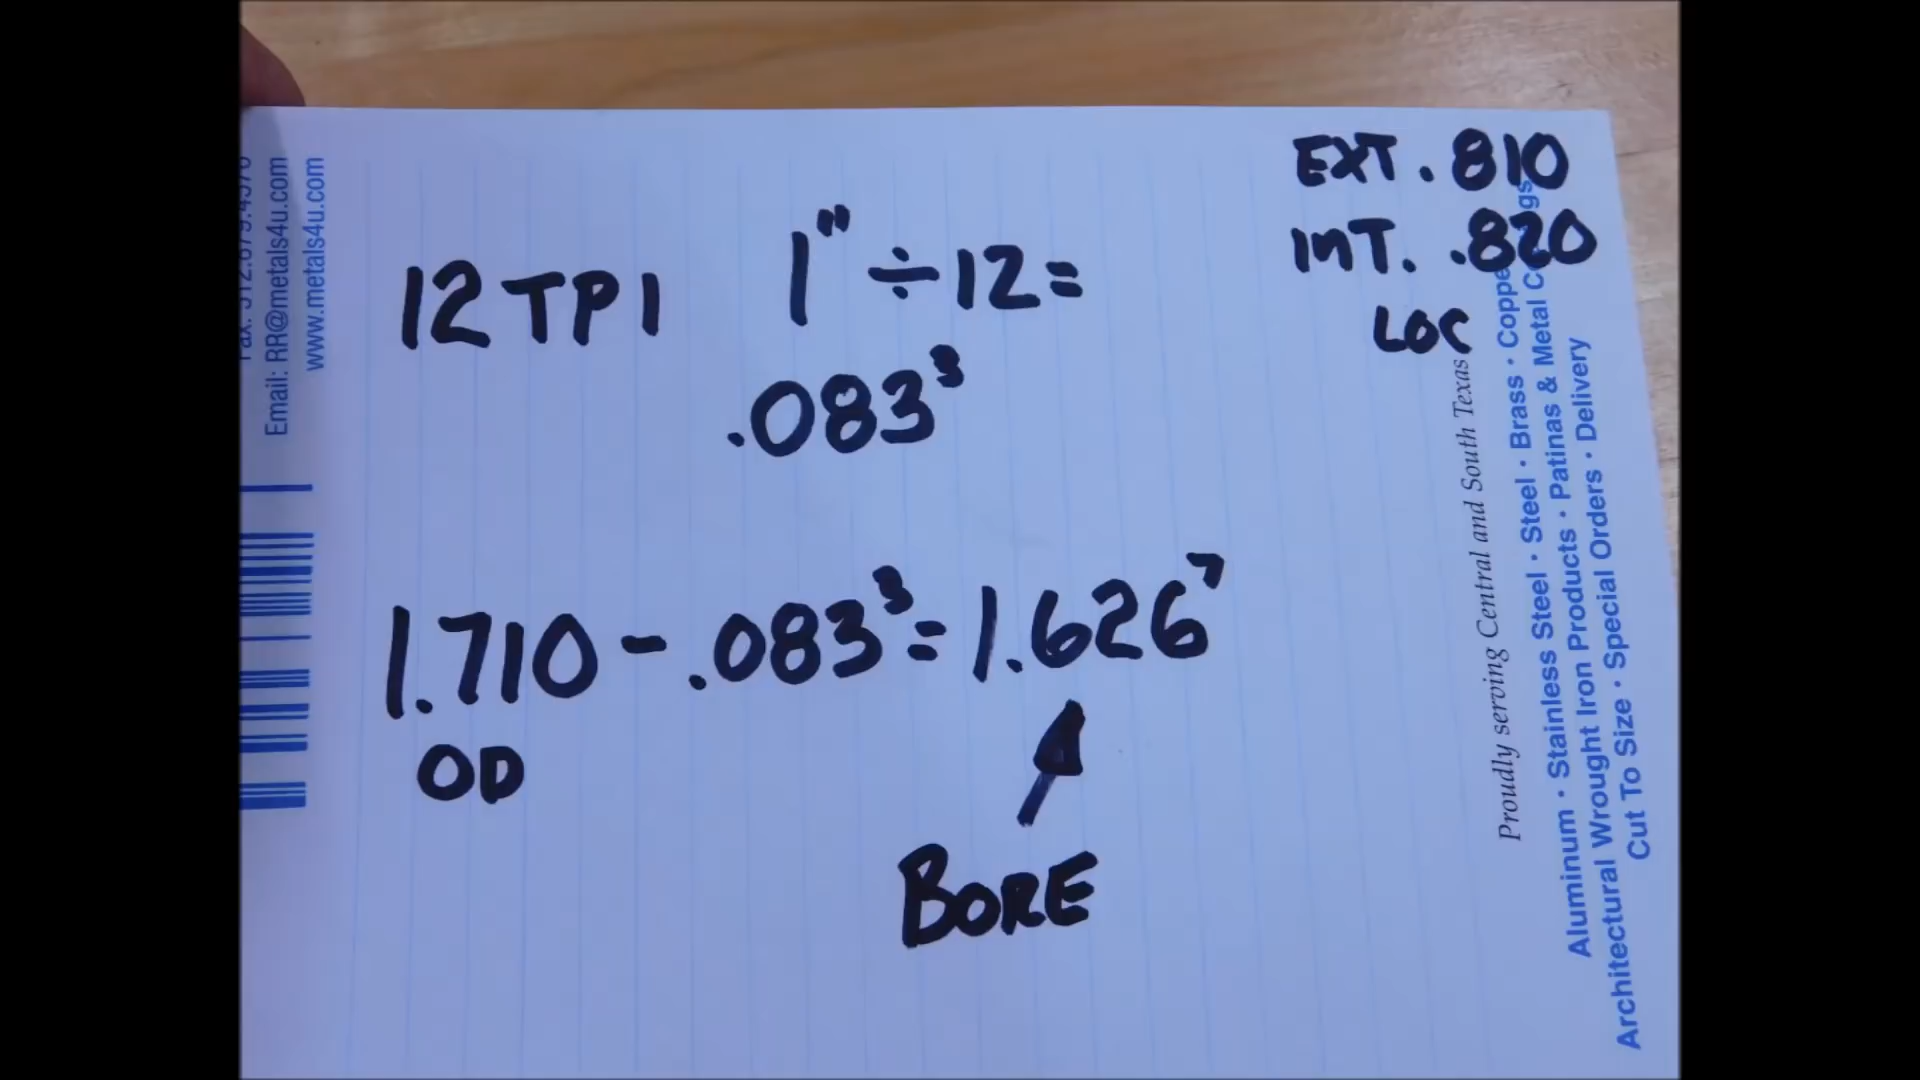 EXT. .810
INT. .820
LOC
12 TPI
1" ÷ 12 =
.083³
1.710 - .083³ = 1.626⁷
OD
BORE
Email: RR@metals4u.com
www.metals4u.com
Proudly serving Central and South Texas
Aluminum · Stainless Steel · Steel · Brass ·
Architectural Wrought Iron Products · Patinas & Metal
Cut To Size · Special Orders · Delivery